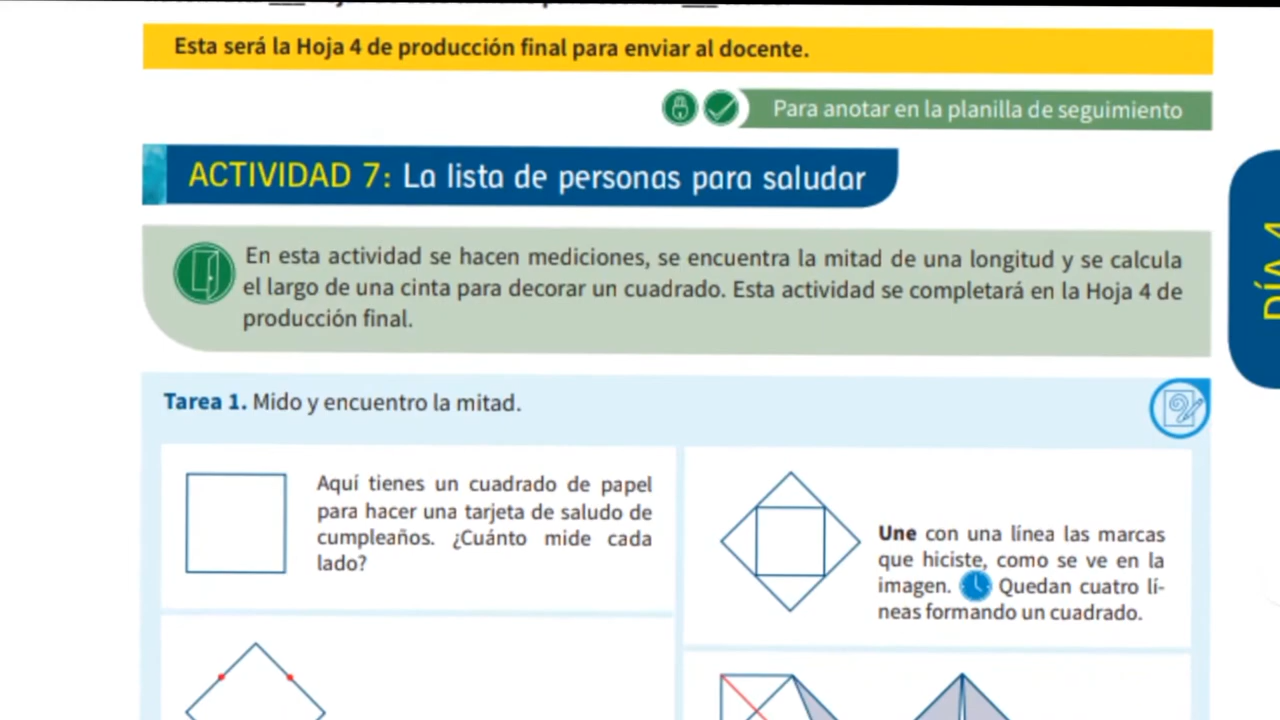 Esta será la Hoja 4 de producción final para enviar al docente.
Para anotar en la planilla de seguimiento
ACTIVIDAD 7: La lista de personas para saludar
En esta actividad se hacen mediciones, se encuentra la mitad de una longitud y se calcula
el largo de una cinta para decorar un cuadrado. Esta actividad se completará en la Hoja 4 de
producción final.
DÍA 4
Tarea 1. Mido y encuentro la mitad.
Aquí tienes un cuadrado de papel
para hacer una tarjeta de saludo de
cumpleaños. ¿Cuánto mide cada
lado?
Une con una línea las marcas
que hiciste, como se ve en la
imagen. Quedan cuatro lí-
neas formando un cuadrado.